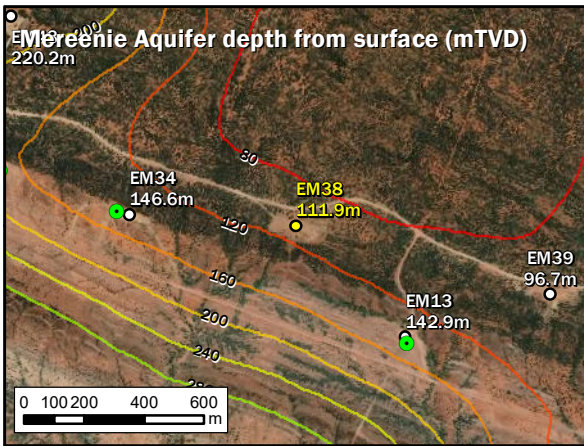 200
Mereenie Aquifer depth from surface (mTVD)
220.2m
80
EM34
146.6m
EM38
111.9m
120
EM39
96.7m
160
EM13
142.9m
200
240
0 100 200 400 600
m